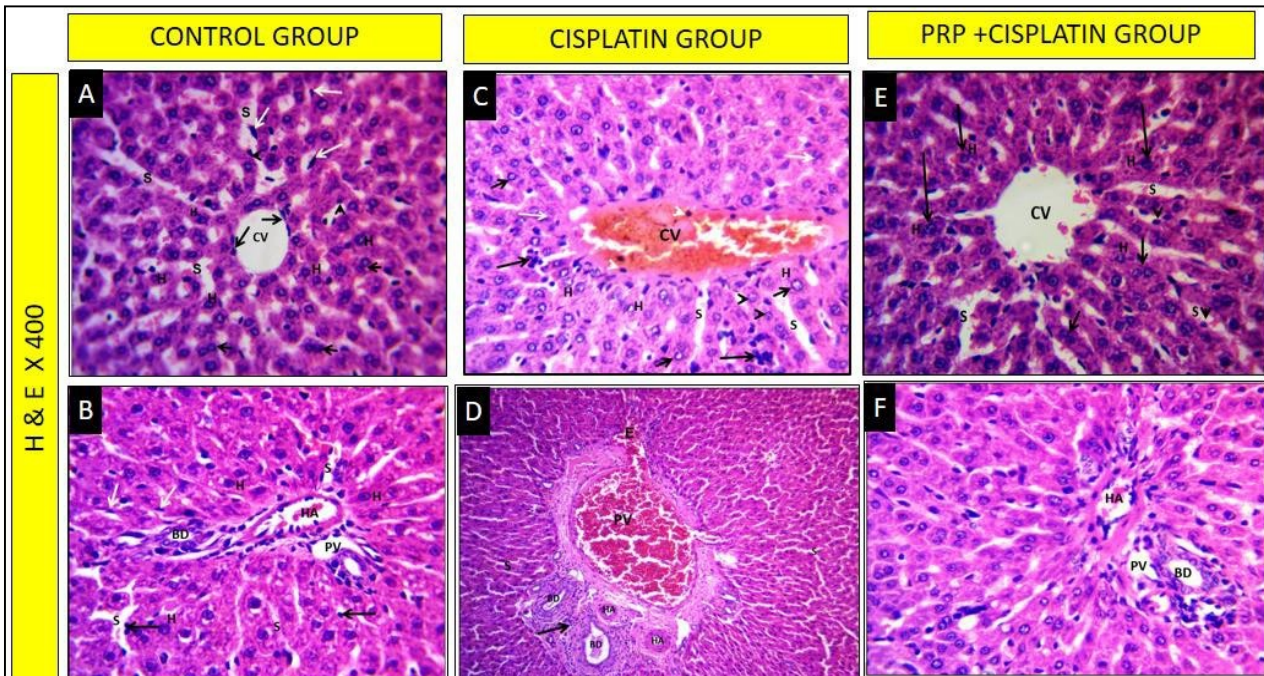 CONTROL GROUP
CISPLATIN GROUP
PRP +CISPLATIN GROUP
H & E X 400
A
S
S
H
CV
S
H
H
H
H
C
CV
H
H
H
H
S
S
E
H
H
H
CV
S
H
H
S
S
B
S
H
H
HA
BD
PV
S
H
S
D
E
PV
S
S
BD
HA
HA
BD
F
HA
PV
BD